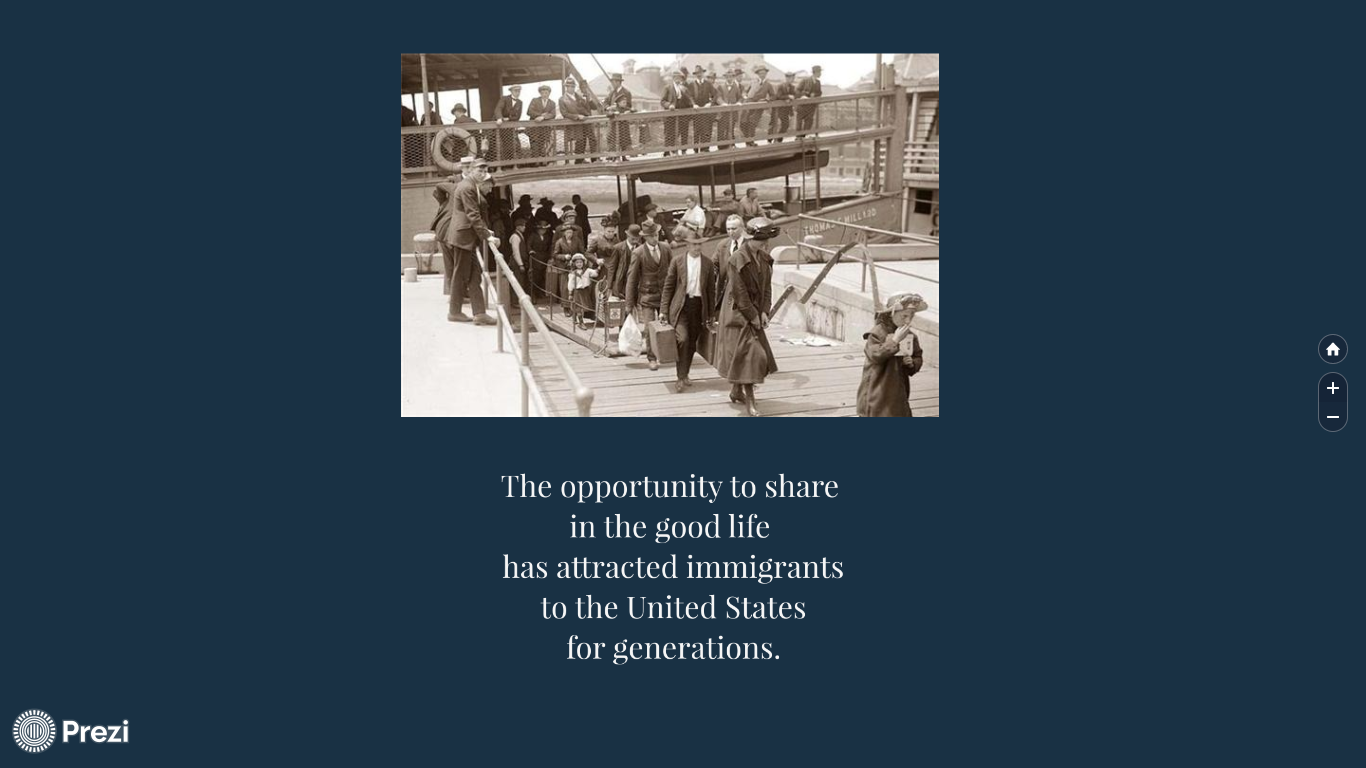 THOMAS C. MILLARD
The opportunity to share
in the good life
has attracted immigrants
to the United States
for generations.
Prezi